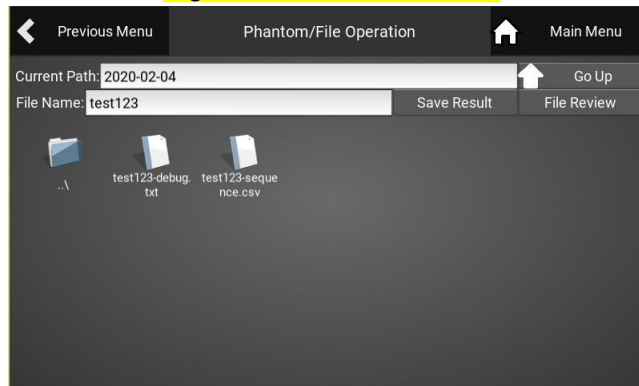 Previous Menu Phantom/File Operation Main Menu
Current Path: 2020-02-04 Go Up
File Name: test123 Save Result File Review
..\ test123-debug. test123-seque
txt nce.csv